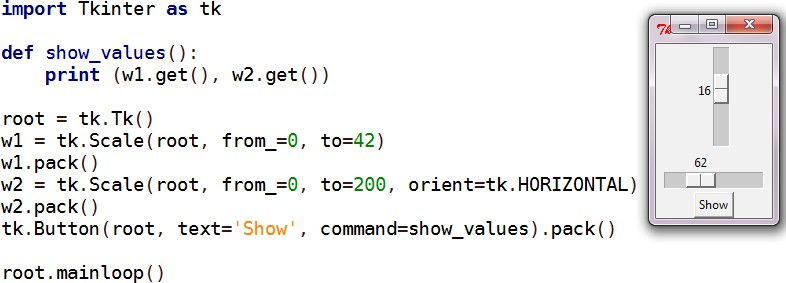 import Tkinter as tk
def show_values():
    print (w1.get(), w2.get())
root = tk.Tk()
w1 = tk.Scale(root, from_=0, to=42)
w1.pack()
w2 = tk.Scale(root, from_=0, to=200, orient=tk.HORIZONTAL)
w2.pack()
tk.Button(root, text='Show', command=show_values).pack()
root.mainloop()
16
62
Show